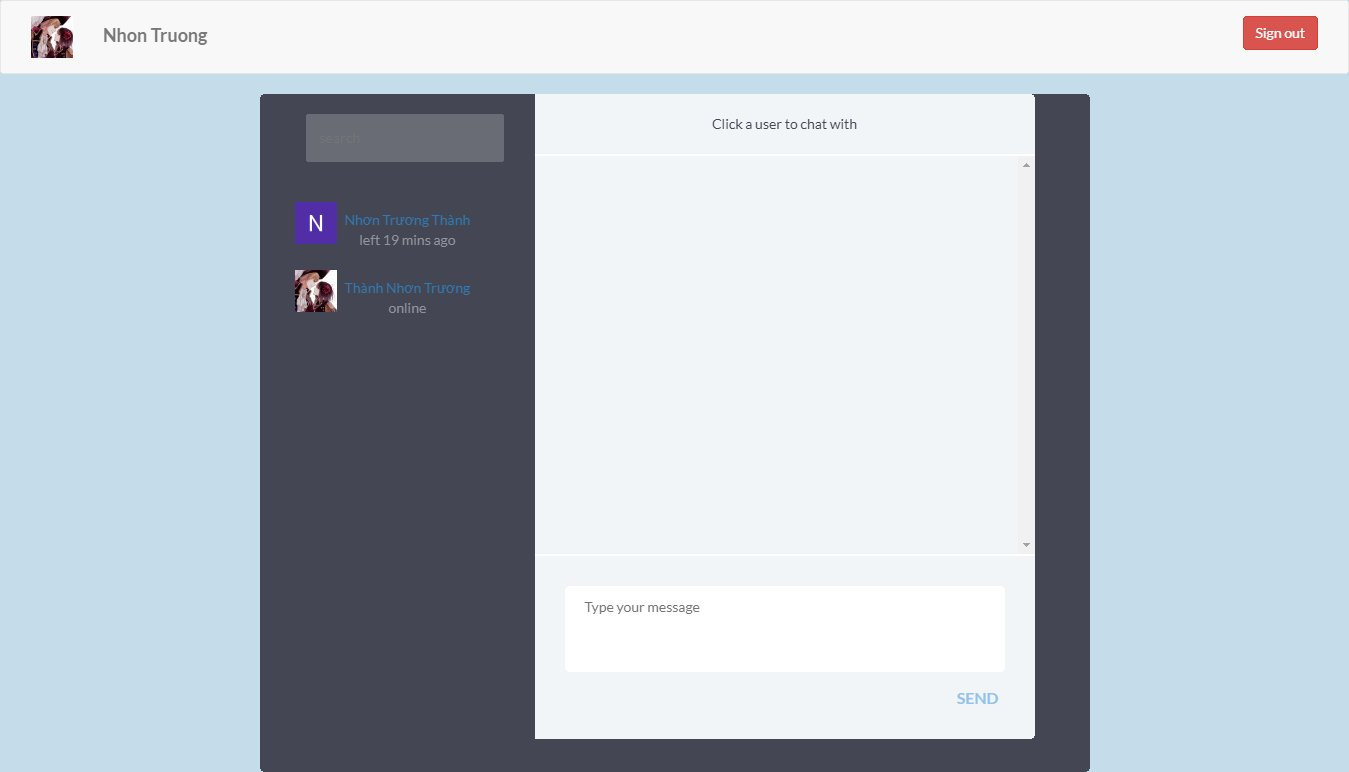 Nhon Truong
Sign out
search
Click a user to chat with
N
Nhơn Trương Thành
left 19 mins ago
Thành Nhơn Trương
online
Type your message
SEND